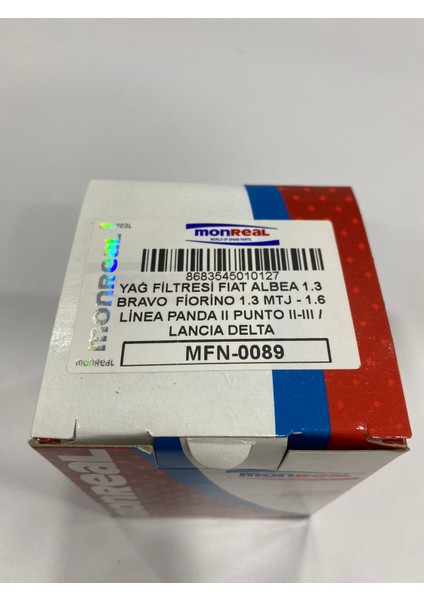 monReal
WORLD OF SPARE PARTS
8683545010127
YAĞ FİLTRESİ FIAT ALBEA 1.3
BRAVO FİORİNO 1.3 MTJ - 1.6
LİNEA PANDA II PUNTO II-III /
LANCIA DELTA
MFN-0089
monReal
monReal
monReal